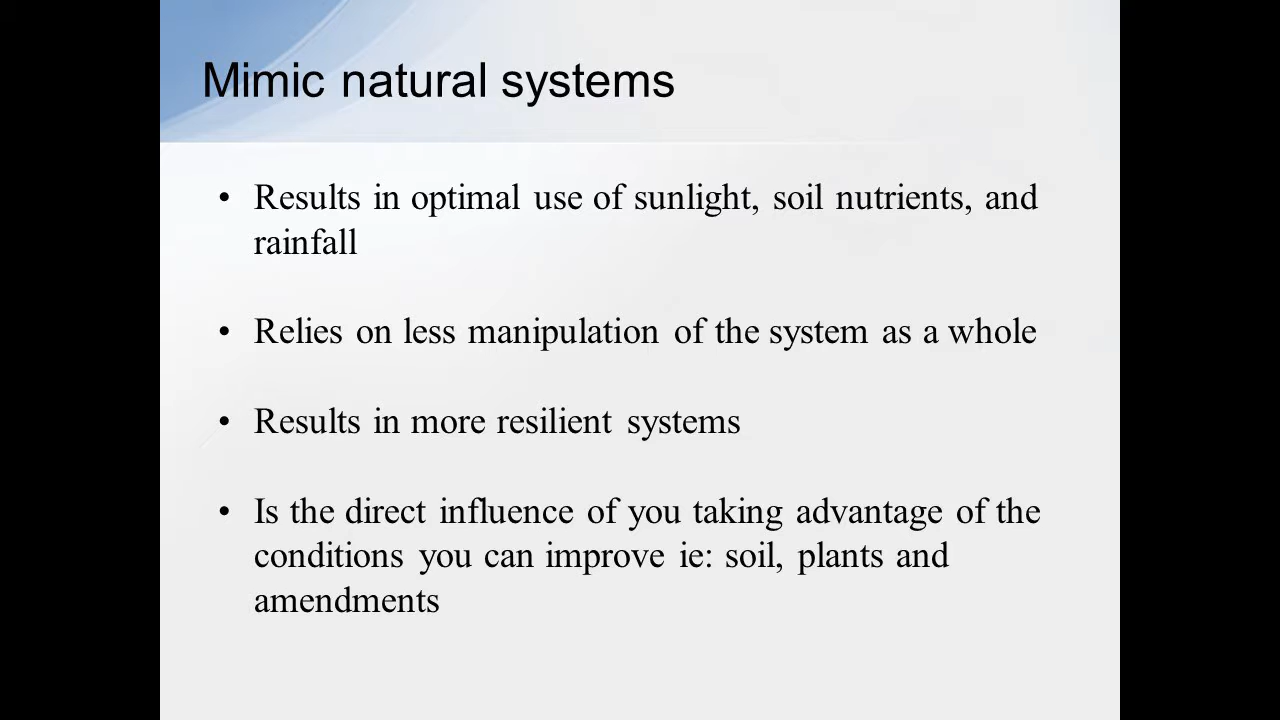 Mimic natural systems
• Results in optimal use of sunlight, soil nutrients, and
rainfall
• Relies on less manipulation of the system as a whole
• Results in more resilient systems
• Is the direct influence of you taking advantage of the
conditions you can improve ie: soil, plants and
amendments